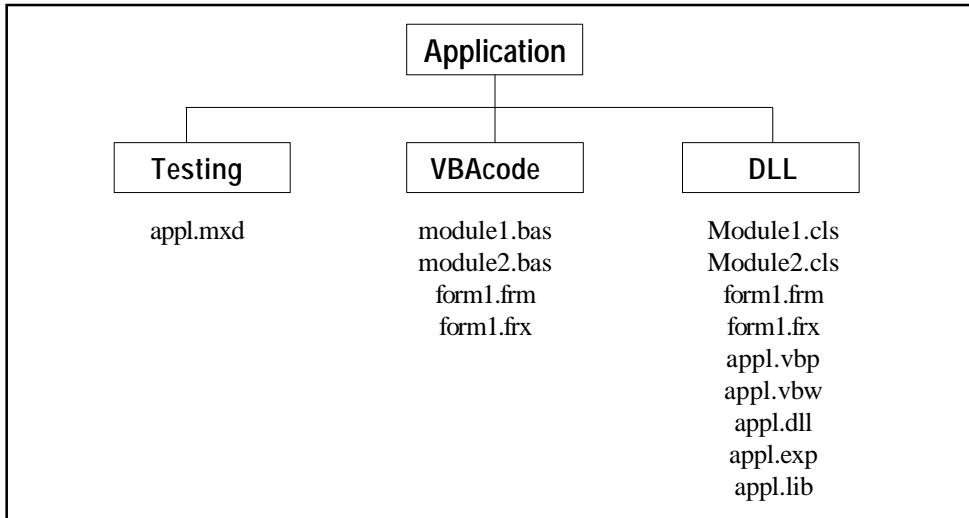 Application
Testing
VBAcode
DLL
appl.mxd
module1.bas
module2.bas
form1.frm
form1.frx
Module1.cls
Module2.cls
form1.frm
form1.frx
appl.vbp
appl.vbw
appl.dll
appl.exp
appl.lib